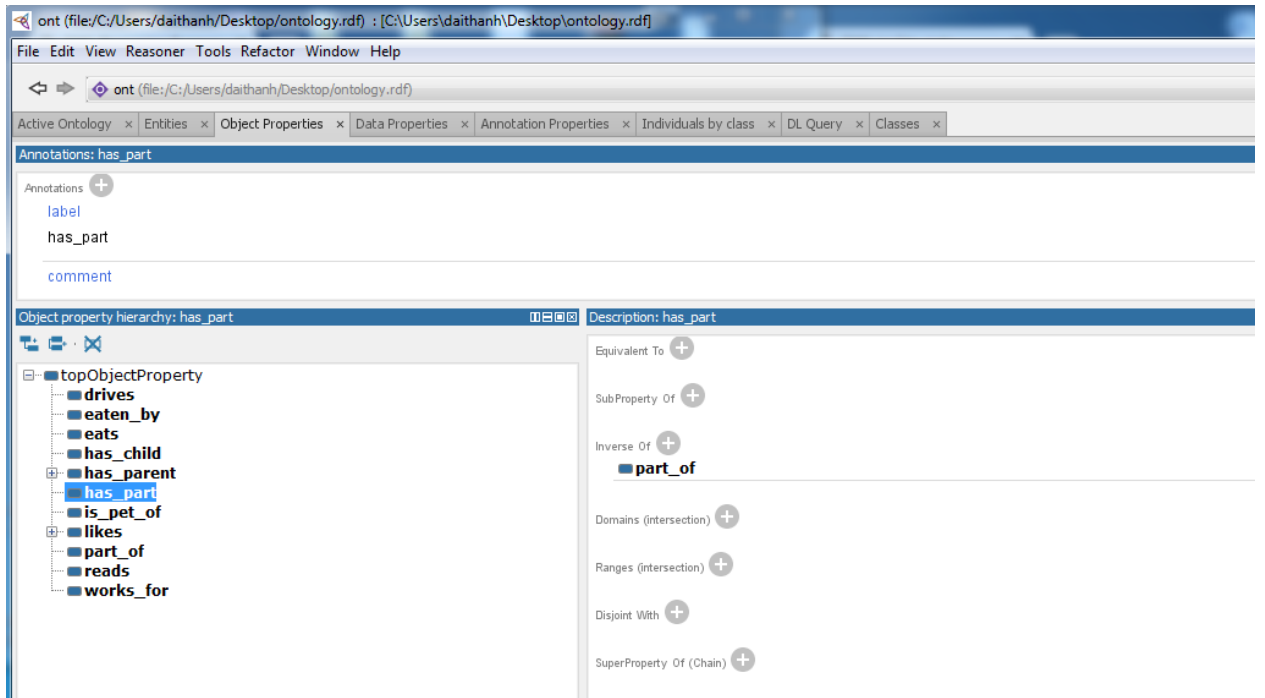 ont (file:/C:/Users/daithanh/Desktop/ontology.rdf) : [C:\Users\daithanh\Desktop\ontology.rdf]
File Edit View Reasoner Tools Refactor Window Help
ont (file:/C:/Users/daithanh/Desktop/ontology.rdf)
Active Ontology × Entities × Object Properties × Data Properties × Annotation Properties × Individuals by class × DL Query × Classes ×
Annotations: has_part
Annotations
label
has_part
comment
Object property hierarchy: has_part
topObjectProperty
drives
eaten_by
eats
has_child
has_parent
has_part
is_pet_of
likes
part_of
reads
works_for
Description: has_part
Equivalent To
SubProperty Of
Inverse Of
part_of
Domains (intersection)
Ranges (intersection)
Disjoint With
SuperProperty Of (Chain)